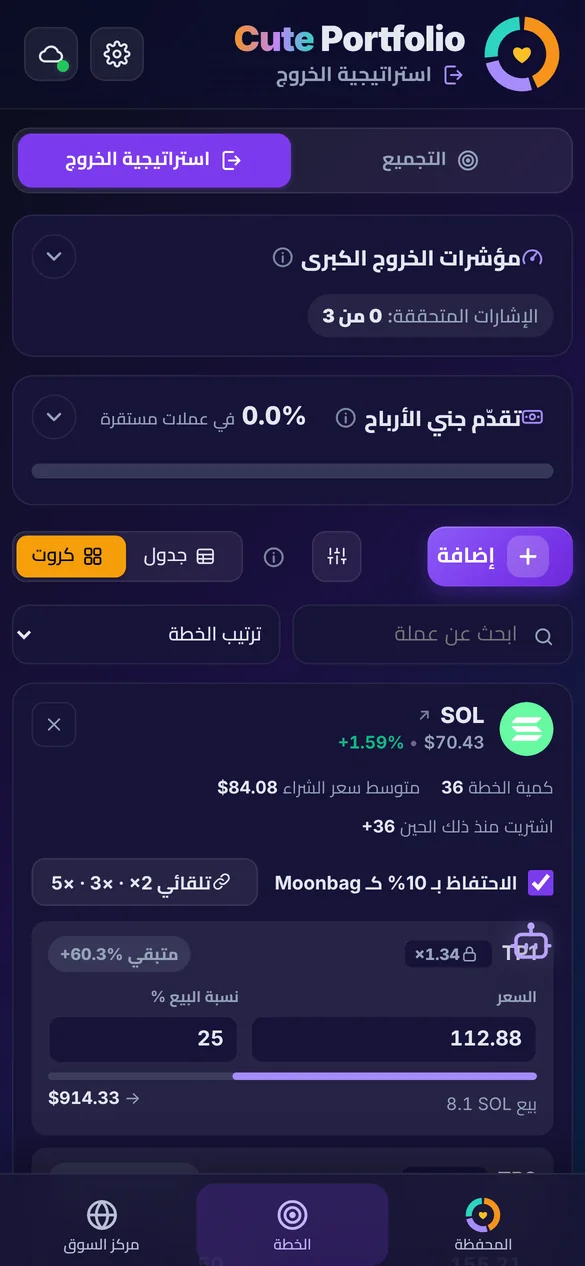 Cute Portfolio
استراتيجية الخروج
التجميع
استراتيجية الخروج
مؤشرات الخروج الكبرى
الإشارات المتحققة: 0 من 3
تقدّم جني الأرباح
0.0% في عملات مستقرة
إضافة
جدول
كروت
ابحث عن عملة
ترتيب الخطة
SOL
$70.43 • +1.59%
كمية الخطة 36 متوسط سعر الشراء $84.08
اشتريت منذ ذلك الحين +36
الاحتفاظ بـ 10% كـ Moonbag
تلقائي 2× · 3× · 5×
TP1
×1.34
متبقي +60.3%
السعر
نسبة البيع %
112.88
25
بيع 8.1 SOL
→ $914.33
155.21
50
المحفظة
الخطة
مركز السوق